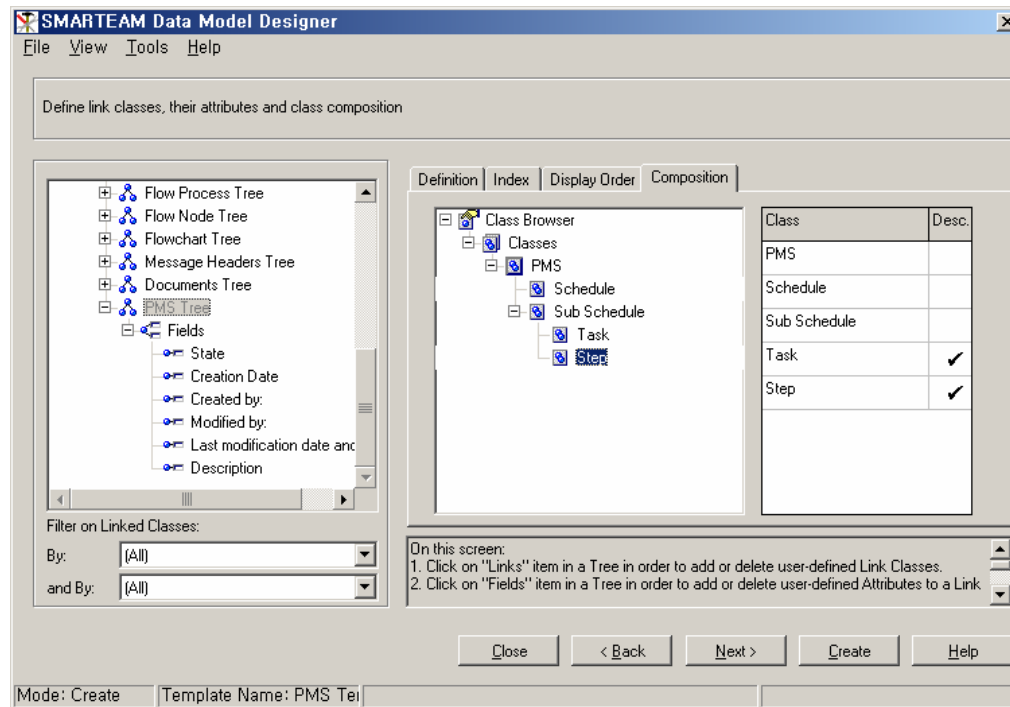 SMARTEAM Data Model Designer
File View Tools Help
Define link classes, their attributes and class composition
Flow Process Tree
Flow Node Tree
Flowchart Tree
Message Headers Tree
Documents Tree
PMS Tree
Fields
State
Creation Date
Created by:
Modified by:
Last modification date and
Description
Filter on Linked Classes:
By: (All)
and By: (All)
Definition Index Display Order Composition
Class Browser
Classes
PMS
Schedule
Sub Schedule
Task
Step
Class Desc.
PMS
Schedule
Sub Schedule
Task ✓
Step ✓
On this screen:
1. Click on "Links" item in a Tree in order to add or delete user-defined Link Classes.
2. Click on "Fields" item in a Tree in order to add or delete user-defined Attributes to a Link
Close < Back Next > Create Help
Mode: Create Template Name: PMS Te